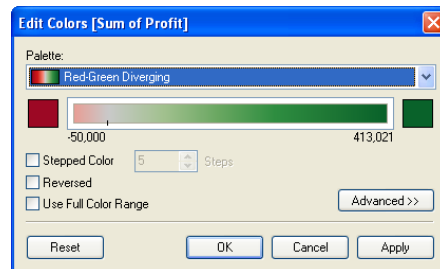 Edit Colors [Sum of Profit]
Palette:
Red-Green Diverging
-50,000 413,021
Stepped Color 5 Steps
Reversed
Use Full Color Range
Advanced >>
Reset OK Cancel Apply